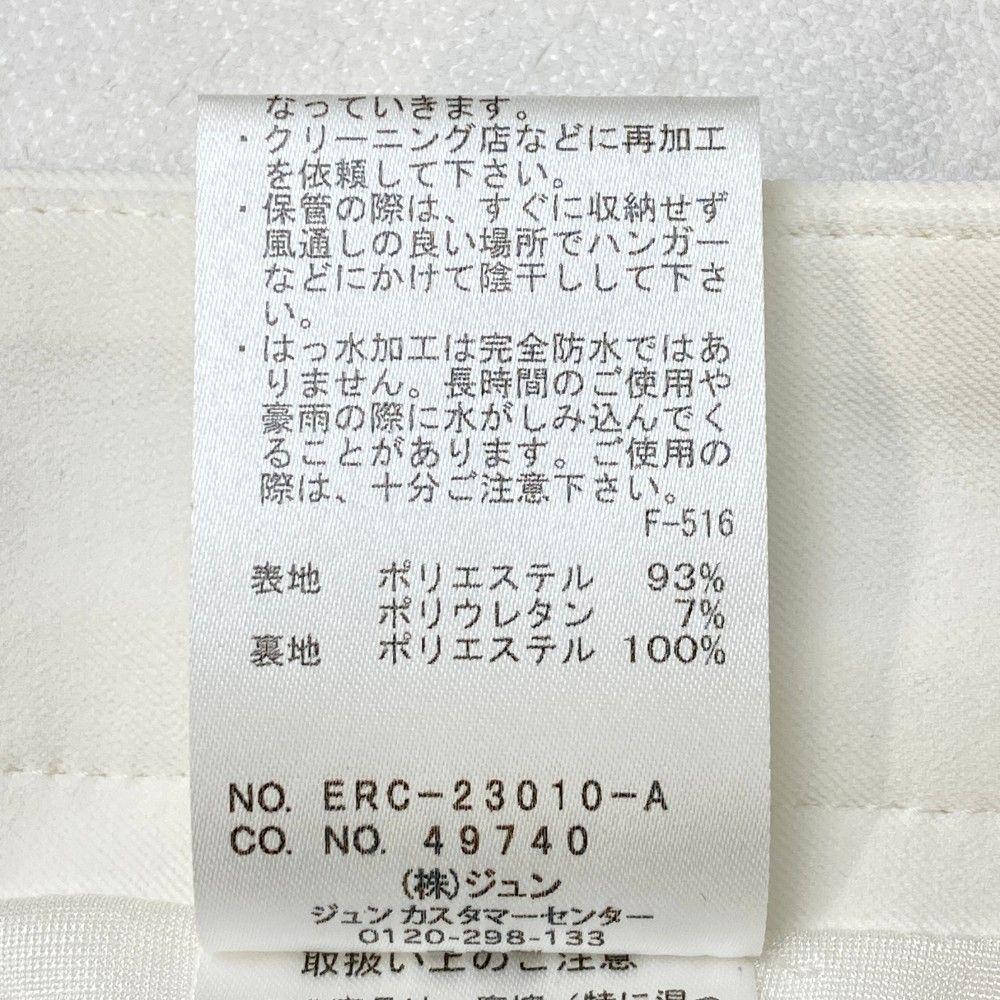 なっていきます。
・クリーニング店などに再加工
を依頼して下さい。
・保管の際は、すぐに収納せず
風通しの良い場所でハンガー
などにかけて陰干しして下さ
い。
・はっ水加工は完全防水ではあ
りません。長時間のご使用や
豪雨の際に水がしみ込んでく
ることがあります。ご使用の
際は、十分ご注意下さい。
F-516
表地 ポリエステル 93%
ポリウレタン 7%
裏地 ポリエステル 100%
NO. ERC-23010-A
CO. NO. 49740
(株)ジュン
ジュンカスタマーセンター
0120-298-133
取扱い上のご注意